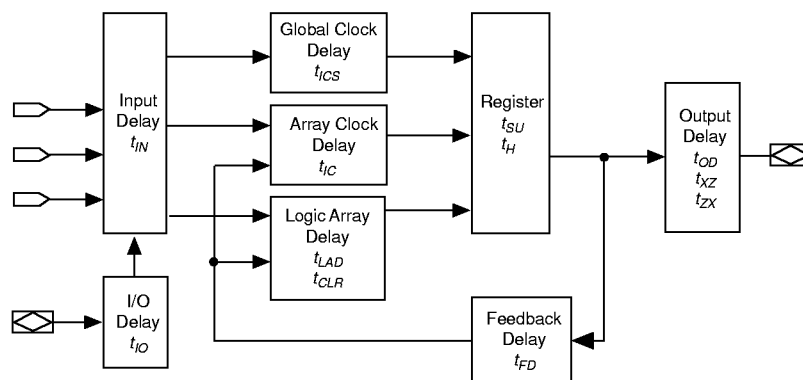 Global Clock
Delay
tICS
Input
Delay
tIN
Array Clock
Delay
tIC
Register
tSU
tH
Output
Delay
tOD
tXZ
tZX
Logic Array
Delay
tLAD
tCLR
I/O
Delay
tIO
Feedback
Delay
tFD